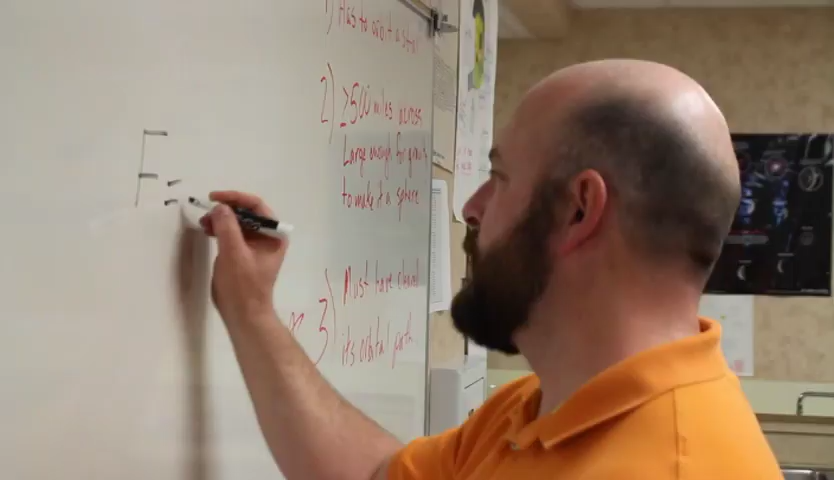 1) Has to orbit a star
2) ≥500 miles across
Large enough for gravity
to make it a sphere
3) Must have cleared
its orbital path.
F =